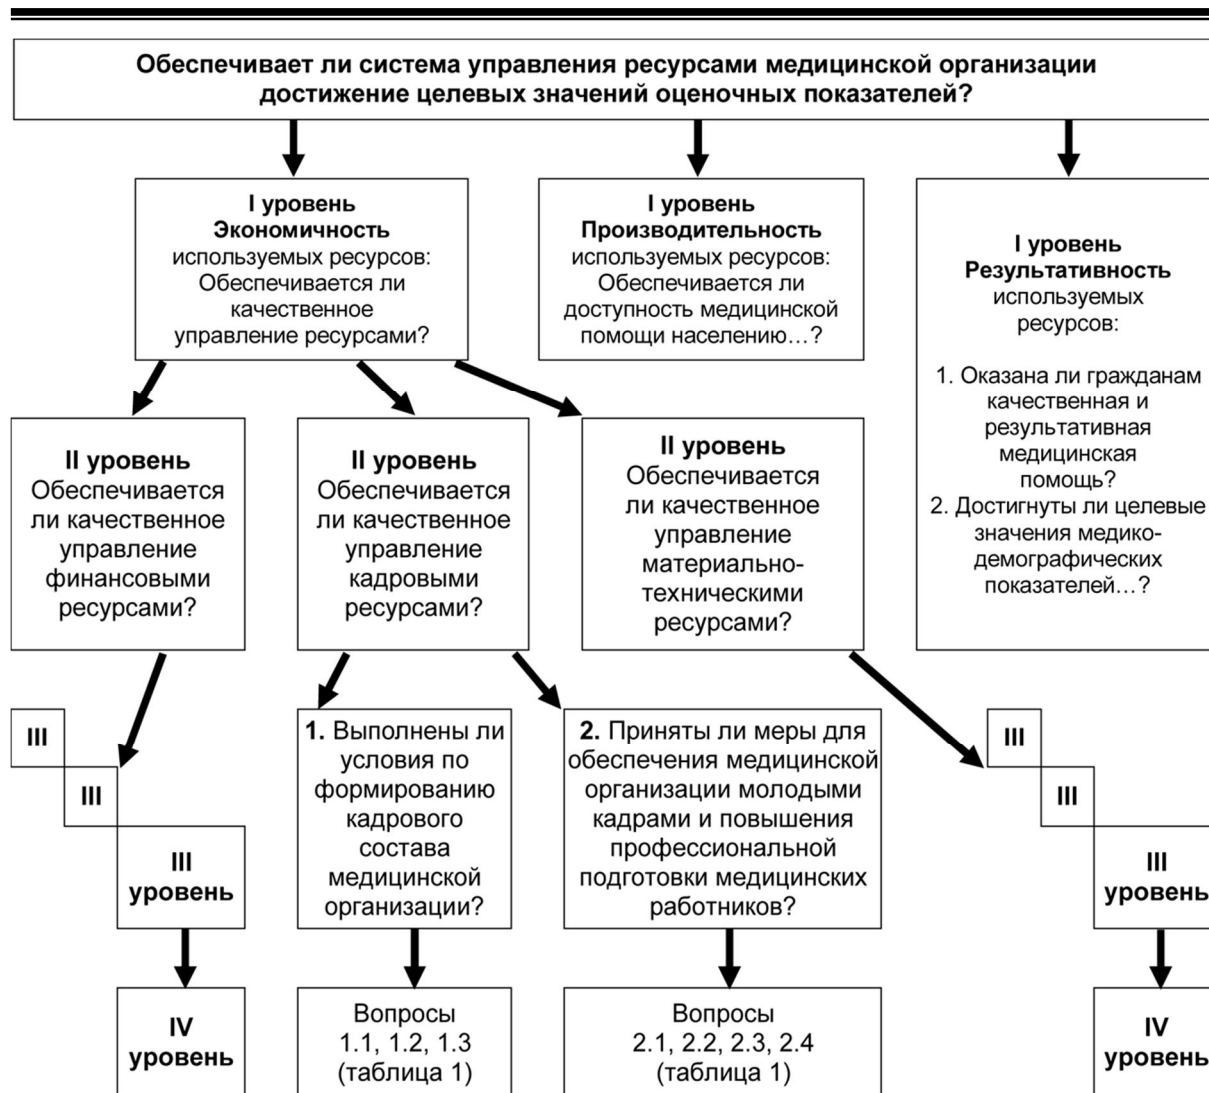 Обеспечивает ли система управления ресурсами медицинской организации
достижение целевых значений оценочных показателей?
I уровень
Экономичность
используемых ресурсов:
Обеспечивается ли
качественное
управление ресурсами?
I уровень
Производительность
используемых ресурсов:
Обеспечивается ли
доступность медицинской
помощи населению…?
I уровень
Результативность
используемых
ресурсов:
1. Оказана ли гражданам
качественная и
результативная
медицинская
помощь?
2. Достигнуты ли целевые
значения медико-
демографических
показателей…?
II уровень
Обеспечивается
ли качественное
управление
финансовыми
ресурсами?
II уровень
Обеспечивается
ли качественное
управление
кадровыми
ресурсами?
II уровень
Обеспечивается
ли качественное
управление
материально-
техническими
ресурсами?
III
III
III
уровень
1. Выполнены ли
условия по
формированию
кадрового
состава
медицинской
организации?
2. Приняты ли меры для
обеспечения медицинской
организации молодыми
кадрами и повышения
профессиональной
подготовки медицинских
работников?
III
III
III
уровень
IV
уровень
Вопросы
1.1, 1.2, 1.3
(таблица 1)
Вопросы
2.1, 2.2, 2.3, 2.4
(таблица 1)
IV
уровень